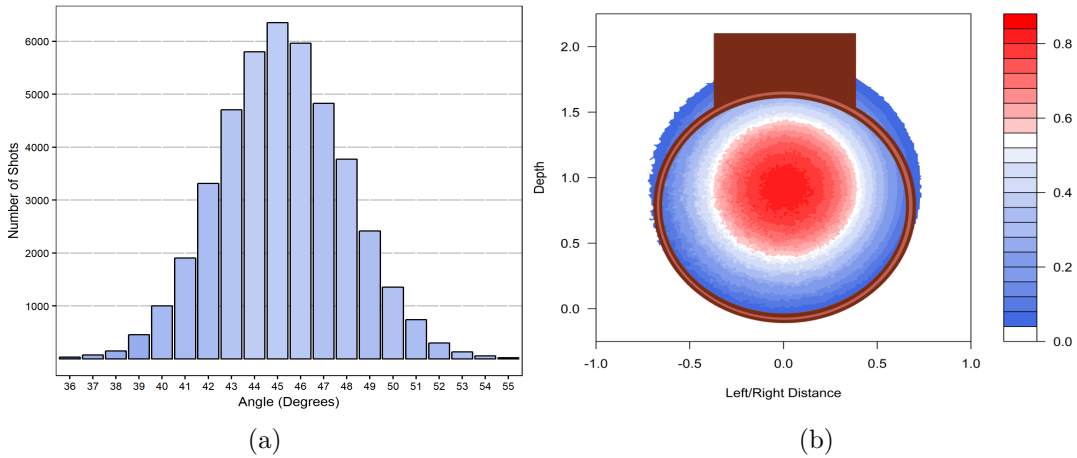 Number of Shots
6000
5000
4000
3000
2000
1000
36 37 38 39 40 41 42 43 44 45 46 47 48 49 50 51 52 53 54 55
Angle (Degrees)
(a)
Depth
2.0
1.5
1.0
0.5
0.0
-1.0 -0.5 0.0 0.5 1.0
Left/Right Distance
0.8
0.6
0.4
0.2
0.0
(b)